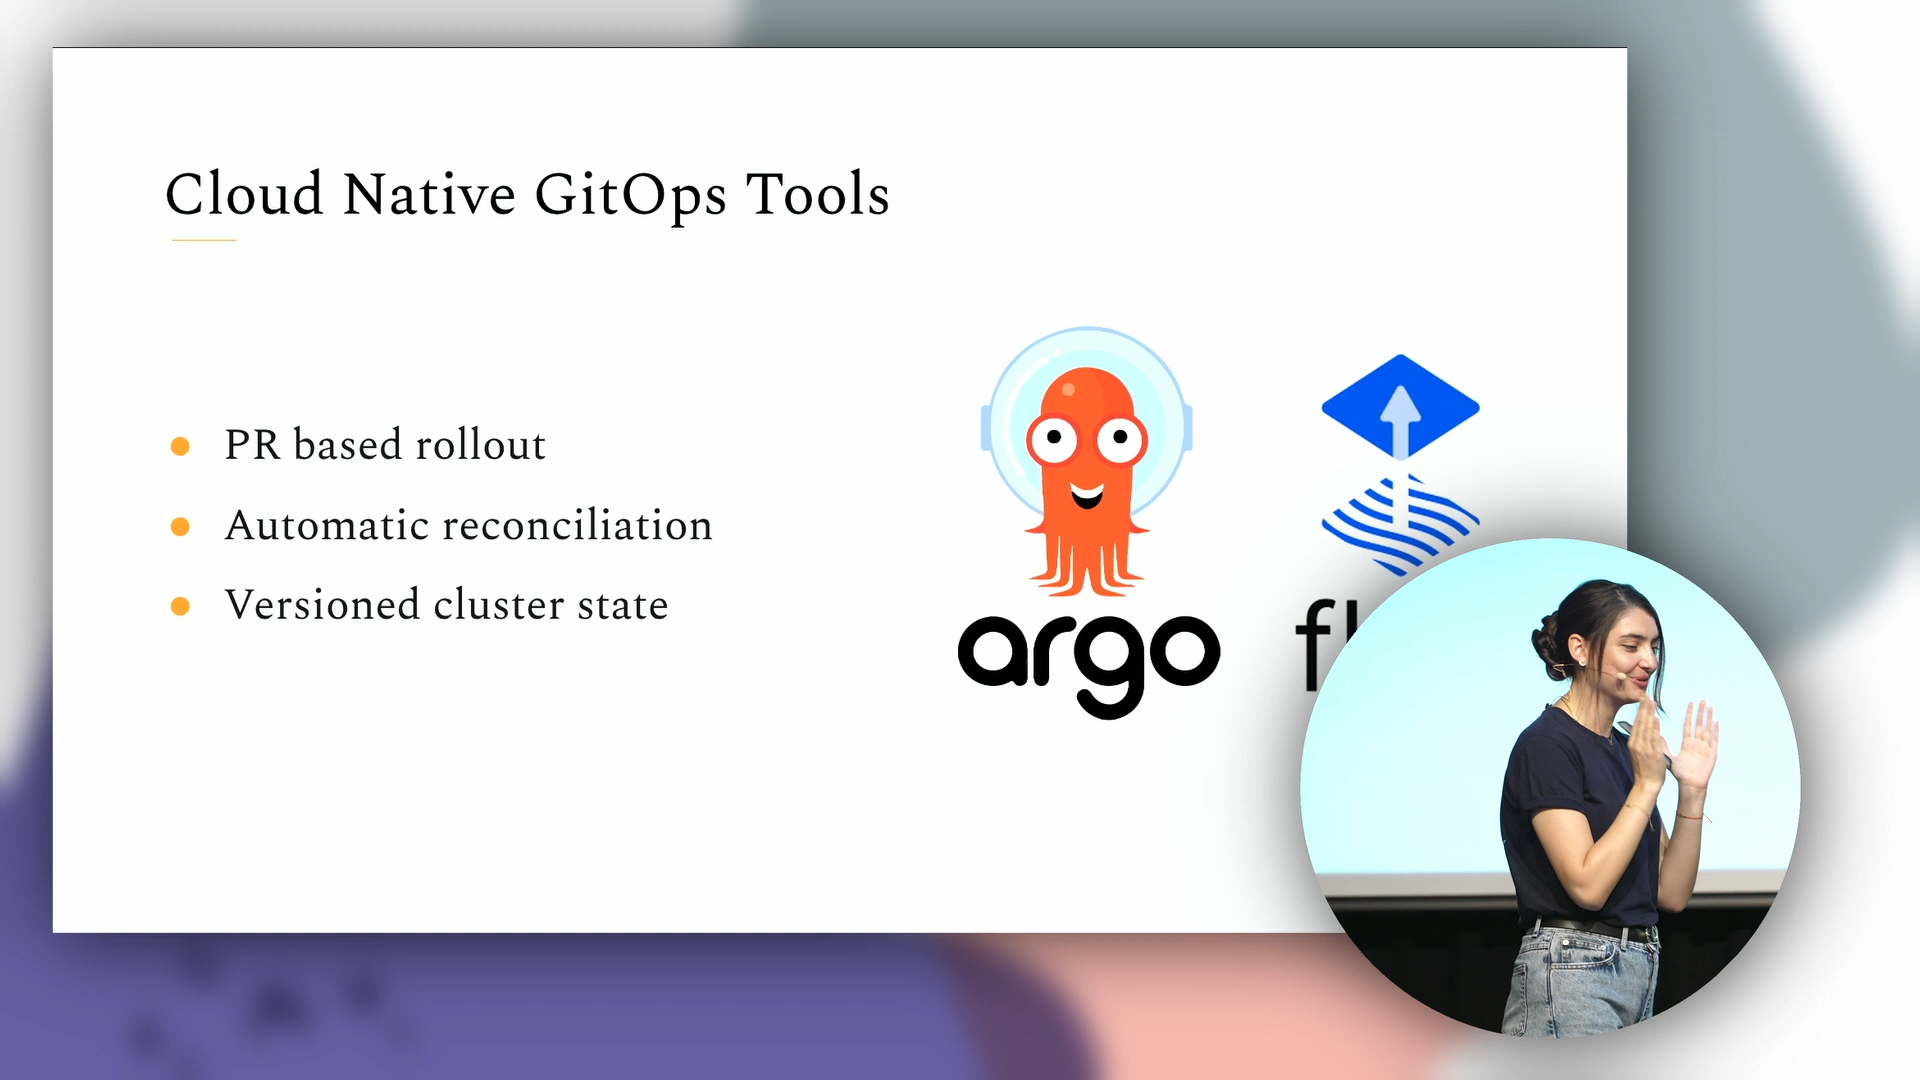 Cloud Native GitOps Tools
PR based rollout
Automatic reconciliation
Versioned cluster state
argo